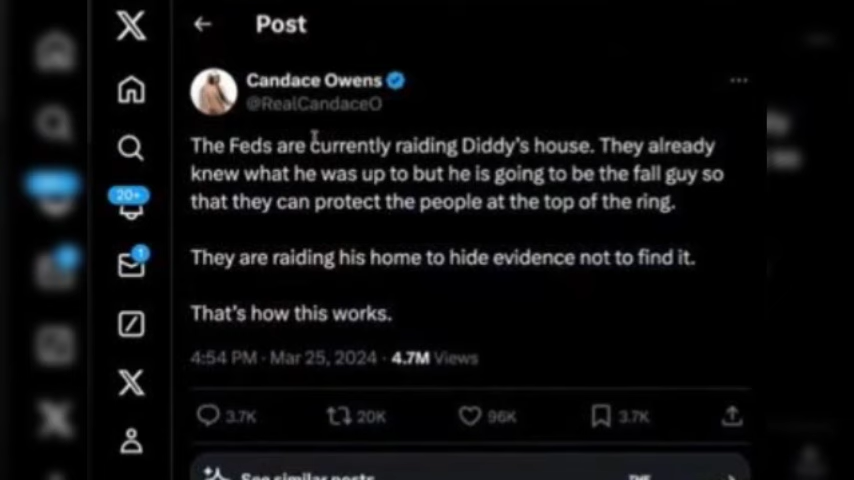 Post
Candace Owens
@RealCandaceO
The Feds are currently raiding Diddy's house. They already
knew what he was up to but he is going to be the fall guy so
that they can protect the people at the top of the ring.
They are raiding his home to hide evidence not to find it.
That's how this works.
4:54 PM · Mar 25, 2024 · 4.7M Views
20+
1
3.7K 20K 96K 3.7K
See similar posts